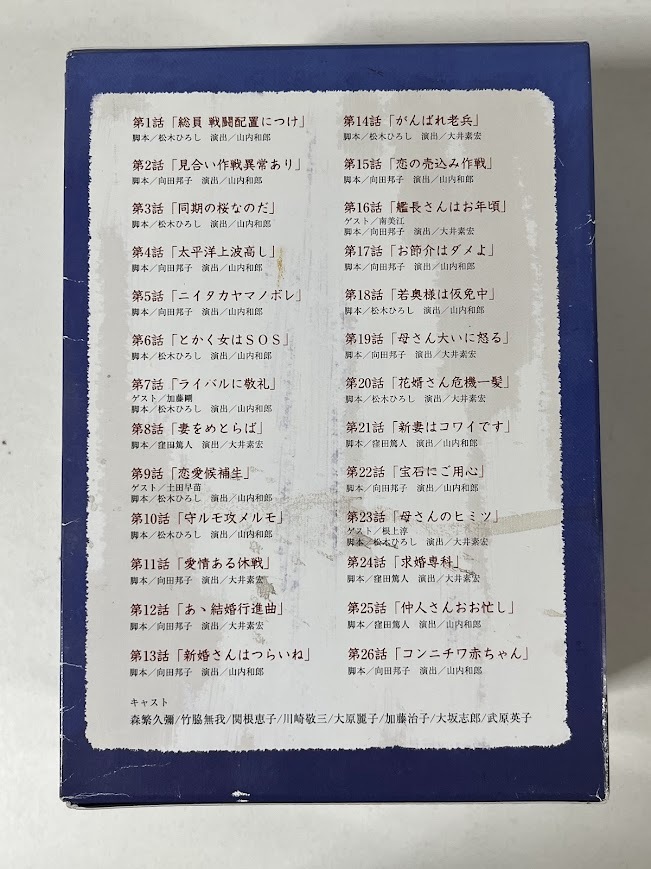 第1話「総員 戦闘配置につけ」
脚本／松木ひろし　演出／山内和郎
第2話「見合い作戦異常あり」
脚本／向田邦子　演出／山内和郎
第3話「同期の桜なのだ」
脚本／松木ひろし　演出／山内和郎
第4話「太平洋上波高し」
脚本／向田邦子　演出／山内和郎
第5話「ニイタカヤマノボレ」
脚本／向田邦子　演出／山内和郎
第6話「とかく女はＳＯＳ」
脚本／松木ひろし　演出／山内和郎
第7話「ライバルに敬礼」
ゲスト／加藤剛
脚本／松木ひろし　演出／山内和郎
第8話「妻をめとらば」
脚本／窪田篤人　演出／大井素宏
第9話「恋愛候補生」
ゲスト／土田早苗
脚本／松木ひろし　演出／山内和郎
第10話「守ルモ攻メルモ」
脚本／松木ひろし　演出／山内和郎
第11話「愛情ある休戦」
脚本／向田邦子　演出／大井素宏
第12話「あゝ結婚行進曲」
脚本／向田邦子　演出／大井素宏
第13話「新婚さんはつらいね」
脚本／向田邦子　演出／山内和郎
第14話「がんばれ老兵」
脚本／松木ひろし　演出／大井素宏
第15話「恋の売込み作戦」
脚本／向田邦子　演出／山内和郎
第16話「艦長さんはお年頃」
ゲスト／南美江
脚本／向田邦子　演出／大井素宏
第17話「お節介はダメよ」
脚本／向田邦子　演出／山内和郎
第18話「若奥様は仮免中」
脚本／松木ひろし　演出／山内和郎
第19話「母さん大いに怒る」
脚本／向田邦子　演出／大井素宏
第20話「花婿さん危機一髪」
脚本／松木ひろし　演出／大井素宏
第21話「新妻はコワイです」
脚本／窪田篤人　演出／山内和郎
第22話「宝石にご用心」
脚本／向田邦子　演出／山内和郎
第23話「母さんのヒミツ」
ゲスト／根上淳
脚本／松木ひろし　演出／大井素宏
第24話「求婚専科」
脚本／窪田篤人　演出／大井素宏
第25話「仲人さんおお忙し」
脚本／窪田篤人　演出／山内和郎
第26話「コンニチワ赤ちゃん」
脚本／向田邦子　演出／山内和郎
キャスト
森繁久彌/竹脇無我/関根恵子/川崎敬三/大原麗子/加藤治子/大坂志郎/武原英子